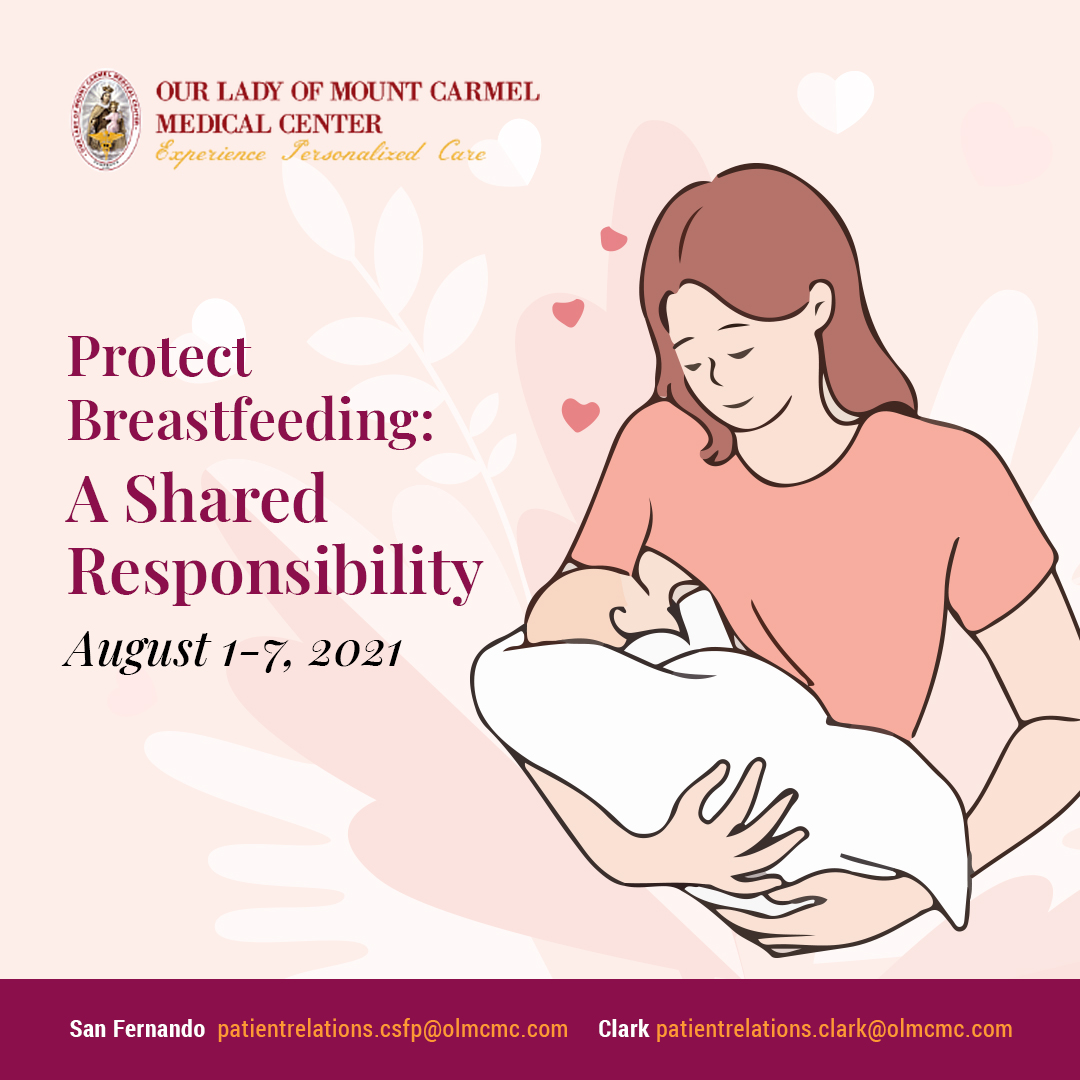 OUR LADY OF MOUNT CARMEL
MEDICAL CENTER
Experience Personalized Care
Protect
Breastfeeding:
A Shared
Responsibility
August 1-7, 2021
San Fernando patientrelations.csfp@olmcmc.com Clark patientrelations.clark@olmcmc.com